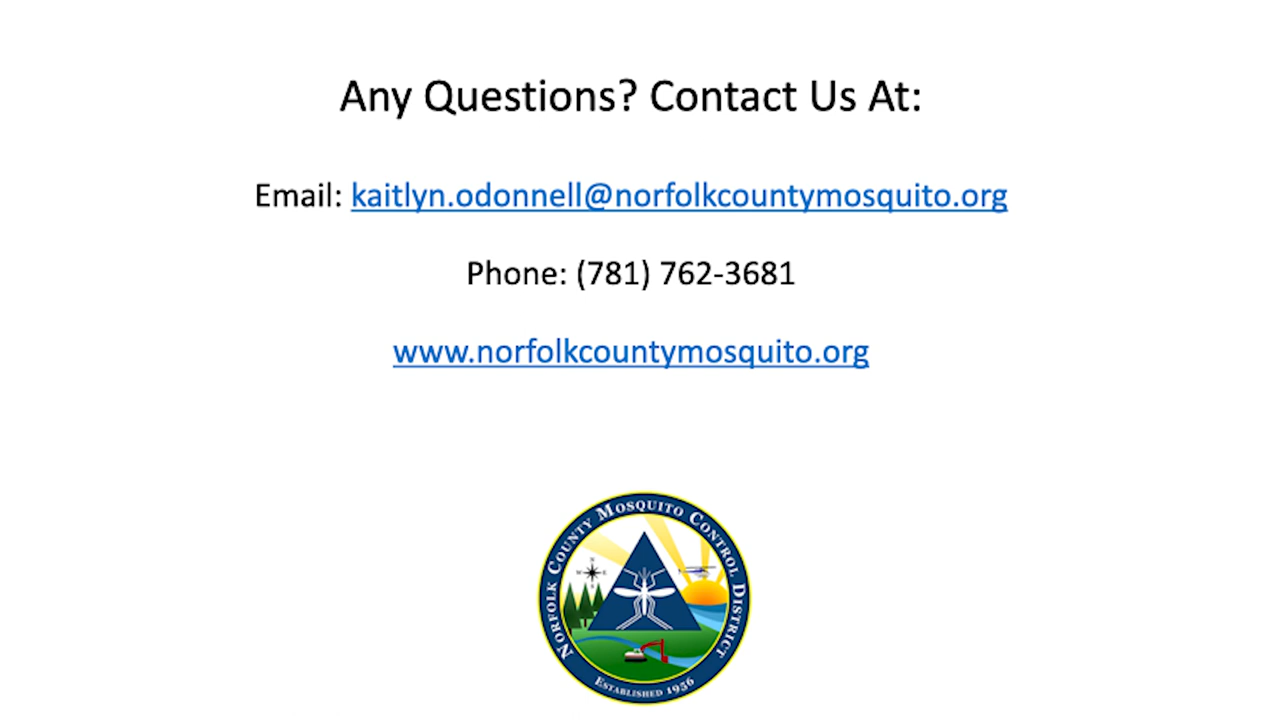 Any Questions? Contact Us At:
Email: kaitlyn.odonnell@norfolkcountymosquito.org
Phone: (781) 762-3681
www.norfolkcountymosquito.org
NORFOLK COUNTY MOSQUITO CONTROL DISTRICT
N
ESTABLISHED 1956